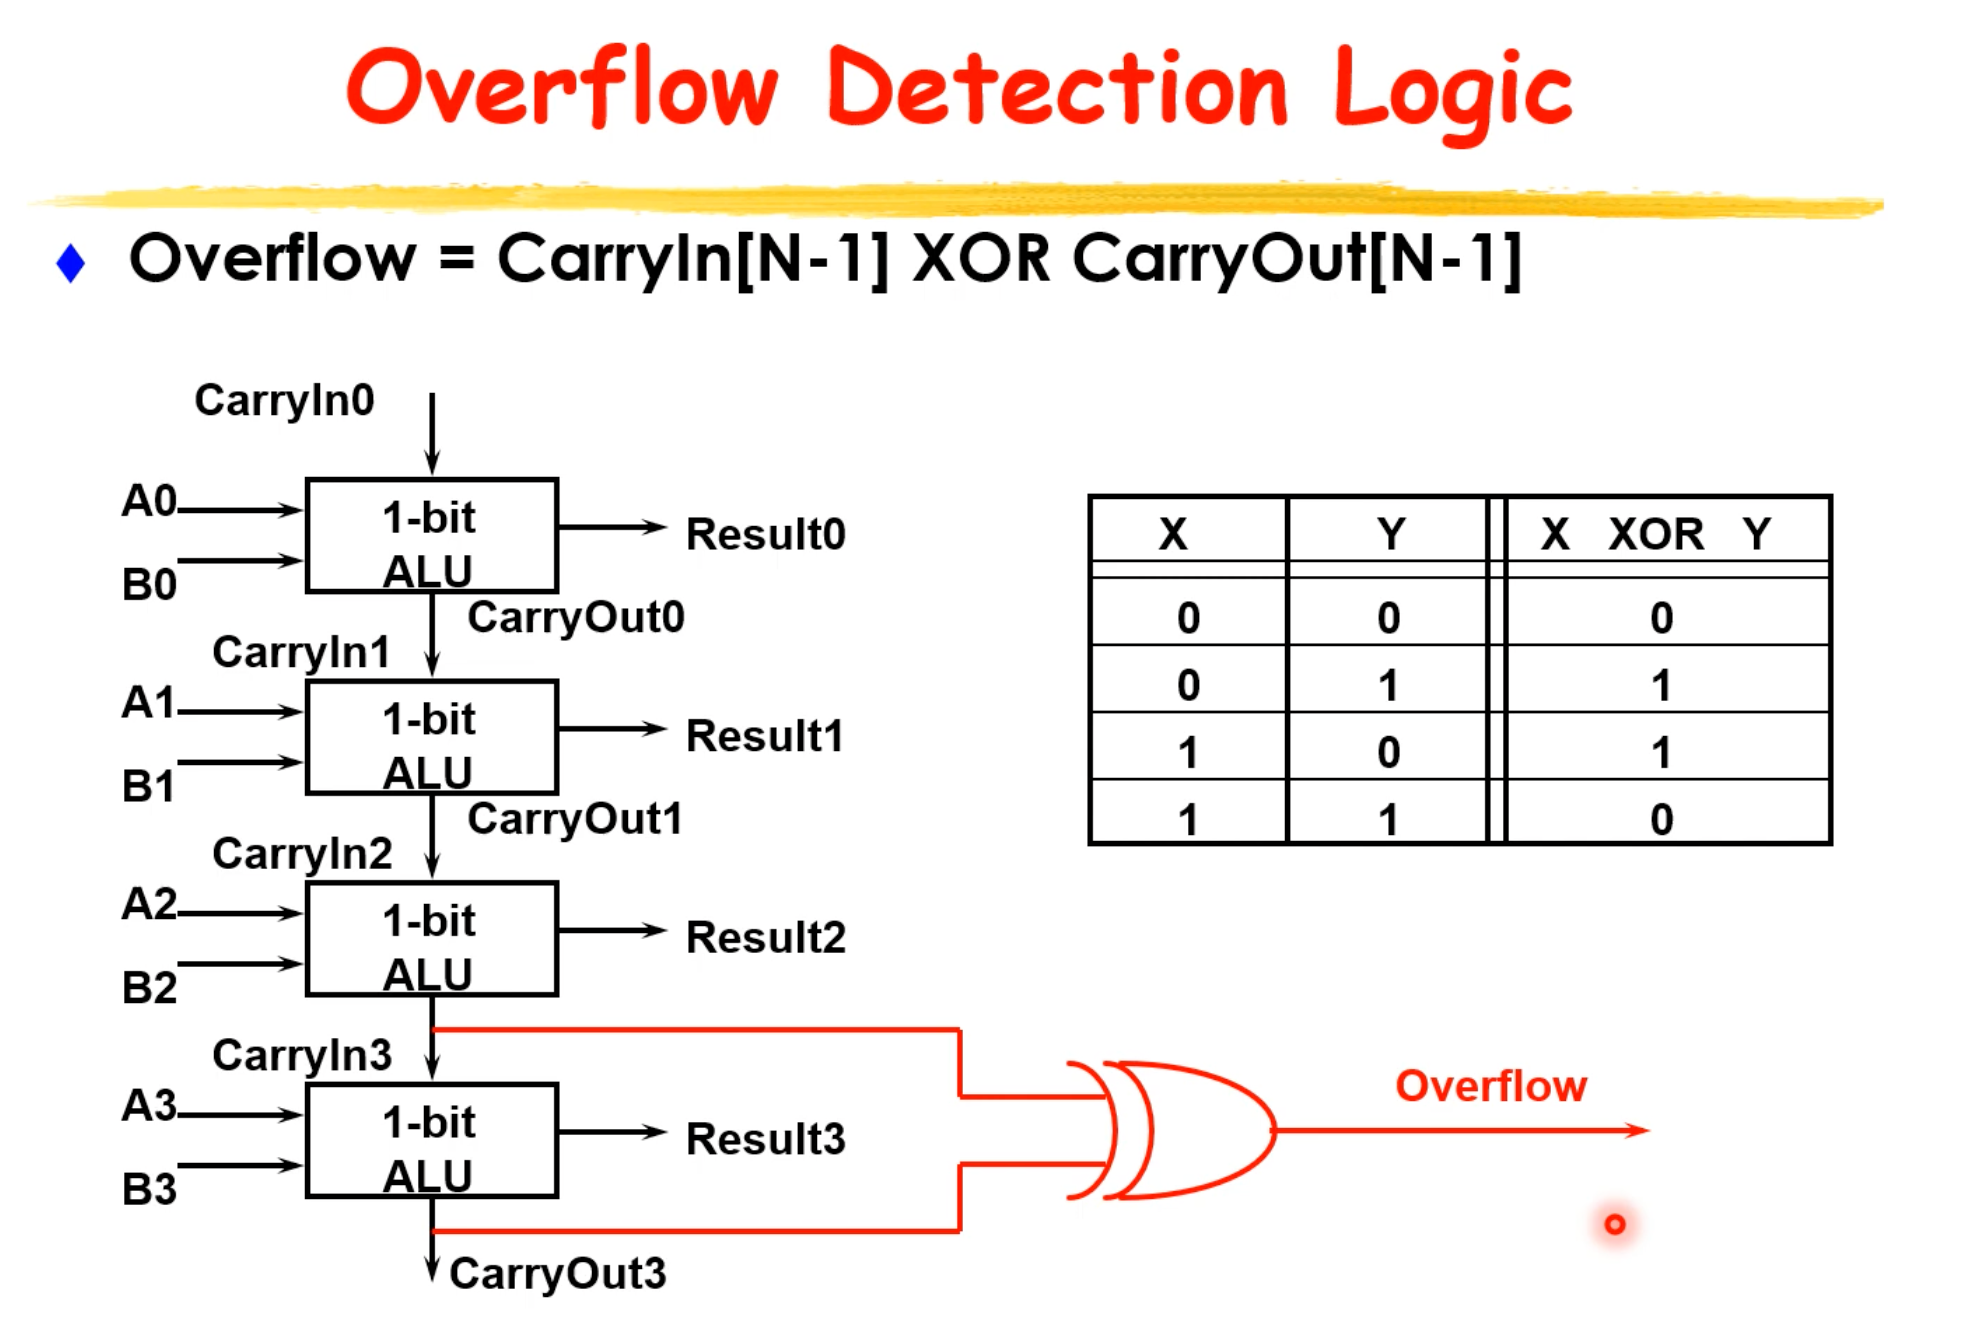 Overflow Detection Logic
Overflow = CarryIn[N-1] XOR CarryOut[N-1]
CarryIn0
A0
B0
1-bit
ALU
Result0
CarryOut0
CarryIn1
A1
B1
1-bit
ALU
Result1
CarryOut1
CarryIn2
A2
B2
1-bit
ALU
Result2
CarryIn3
A3
B3
1-bit
ALU
Result3
CarryOut3
X Y X XOR Y
0 0 0
0 1 1
1 0 1
1 1 0
Overflow